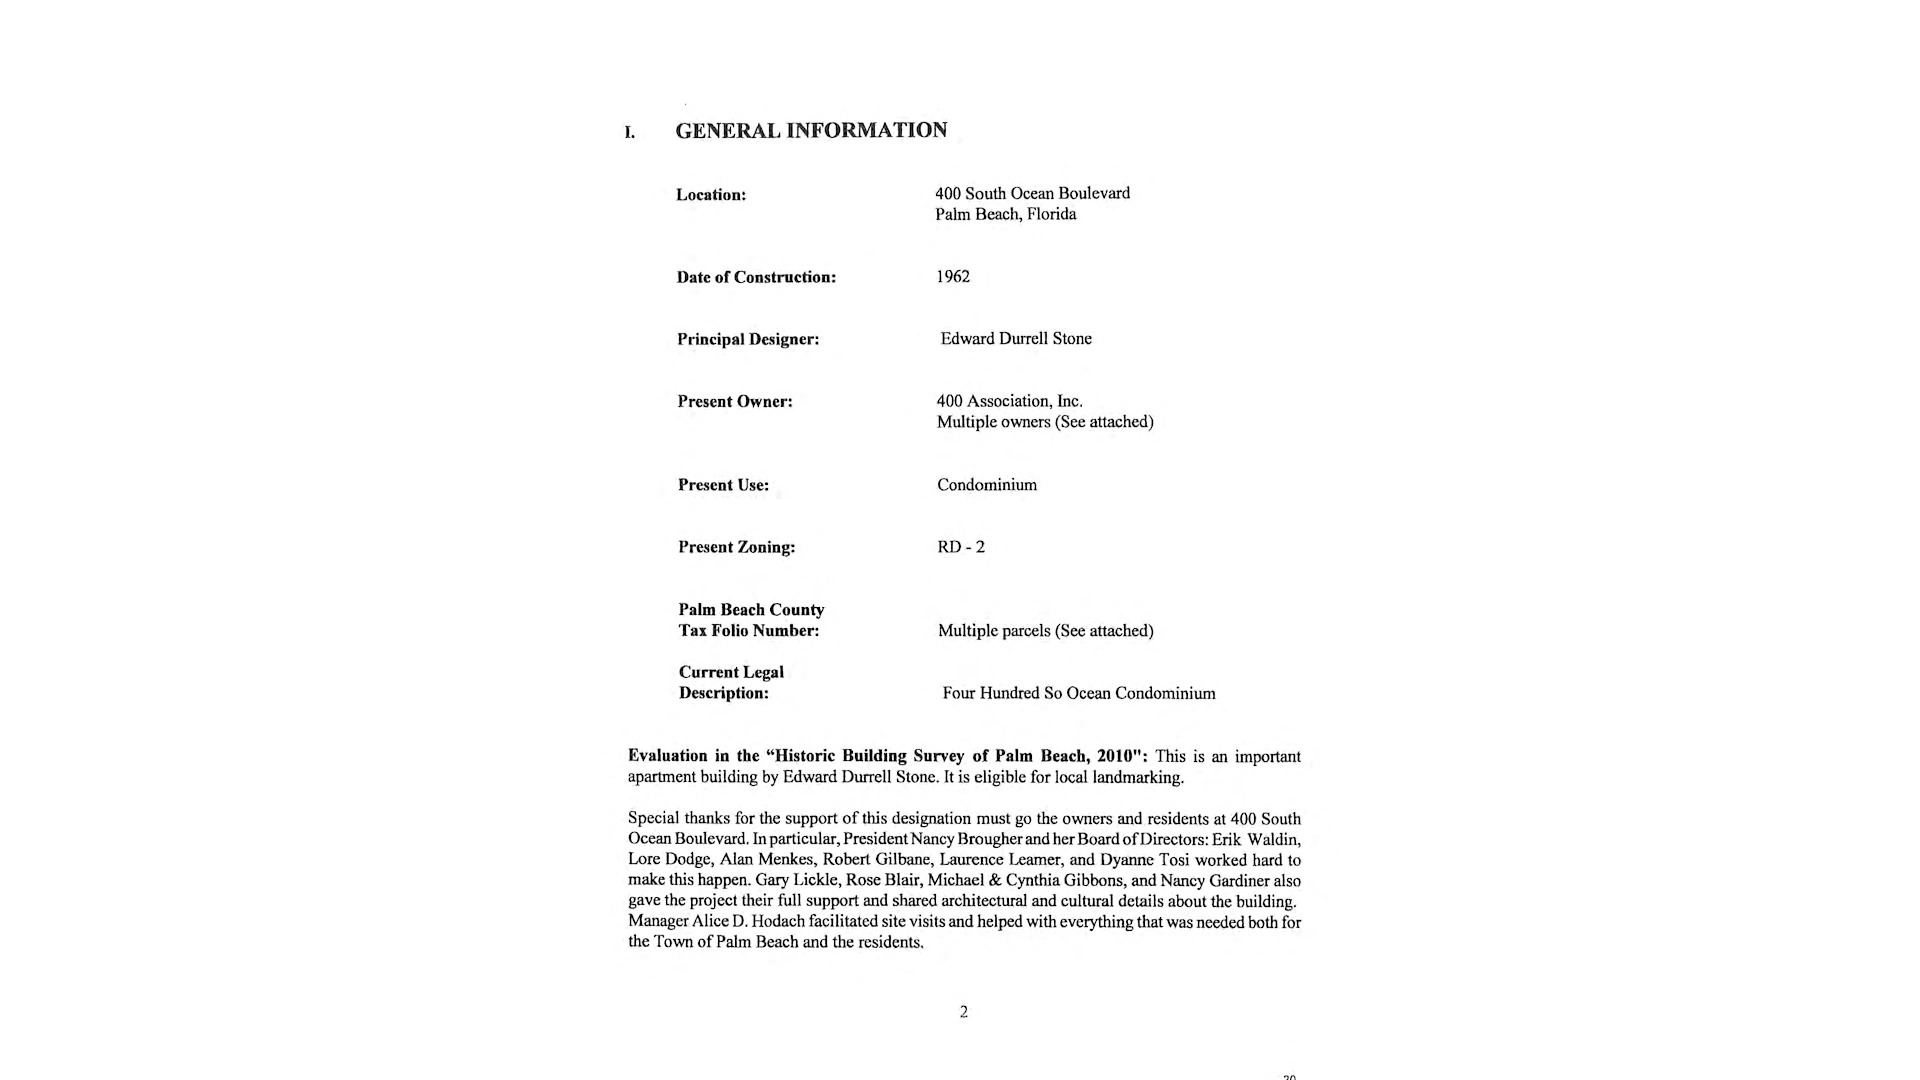 I. GENERAL INFORMATION
Location: 400 South Ocean Boulevard
Palm Beach, Florida
Date of Construction: 1962
Principal Designer: Edward Durrell Stone
Present Owner: 400 Association, Inc.
Multiple owners (See attached)
Present Use: Condominium
Present Zoning: RD - 2
Palm Beach County
Tax Folio Number: Multiple parcels (See attached)
Current Legal
Description: Four Hundred So Ocean Condominium
Evaluation in the “Historic Building Survey of Palm Beach, 2010": This is an important
apartment building by Edward Durrell Stone. It is eligible for local landmarking.
Special thanks for the support of this designation must go the owners and residents at 400 South
Ocean Boulevard. In particular, President Nancy Brougher and her Board of Directors: Erik Waldin,
Lore Dodge, Alan Menkes, Robert Gilbane, Laurence Leamer, and Dyanne Tosi worked hard to
make this happen. Gary Lickle, Rose Blair, Michael & Cynthia Gibbons, and Nancy Gardiner also
gave the project their full support and shared architectural and cultural details about the building.
Manager Alice D. Hodach facilitated site visits and helped with everything that was needed both for
the Town of Palm Beach and the residents.
2